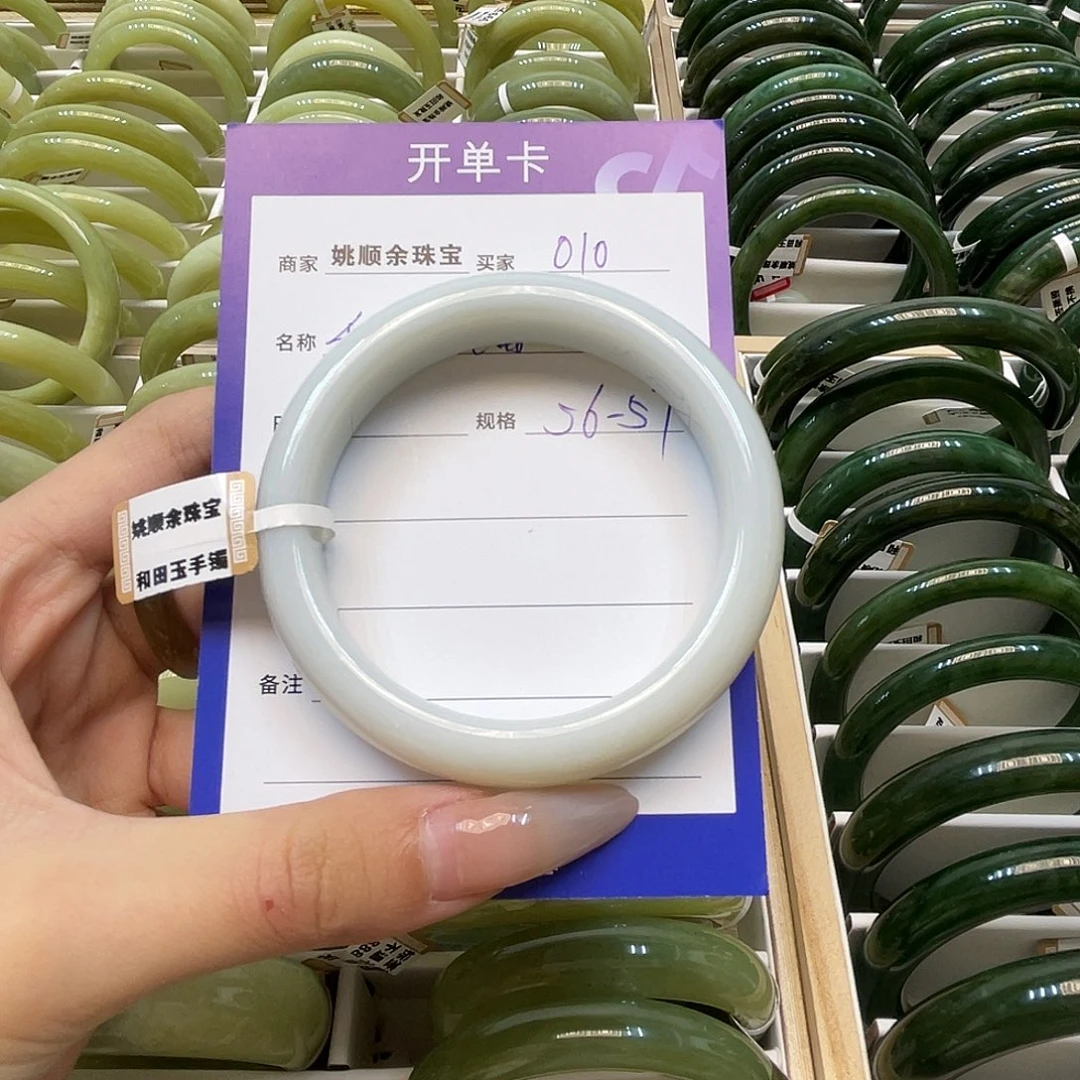 开单卡
商家 姚顺余珠宝 买家 010
名称
规格 56-57
姚顺余珠宝
和田玉手镯
备注